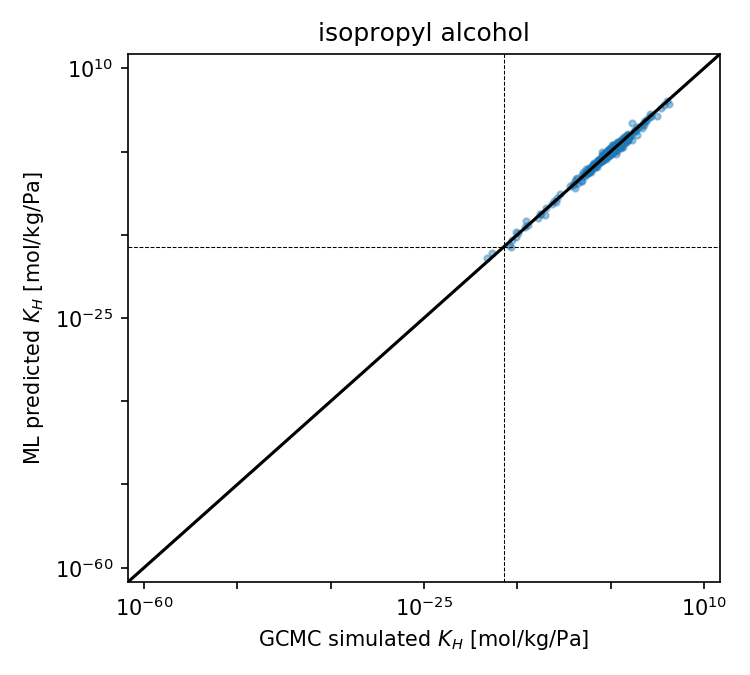 isopropyl alcohol
10^10
10^-25
10^-60
ML predicted K_H [mol/kg/Pa]
10^-60
10^-25
10^10
GCMC simulated K_H [mol/kg/Pa]